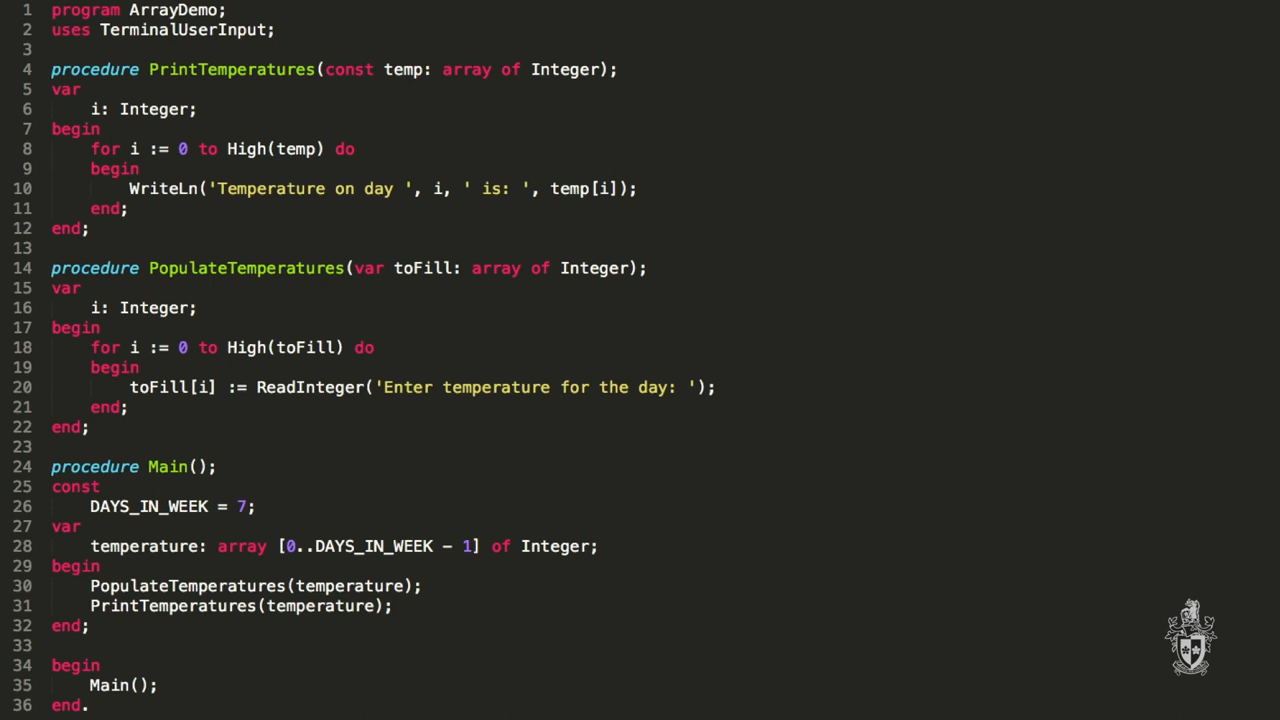 1 program ArrayDemo;
2 uses TerminalUserInput;
3
4 procedure PrintTemperatures(const temp: array of Integer);
5 var
6 i: Integer;
7 begin
8 for i := 0 to High(temp) do
9 begin
10 WriteLn('Temperature on day ', i, ' is: ', temp[i]);
11 end;
12 end;
13
14 procedure PopulateTemperatures(var toFill: array of Integer);
15 var
16 i: Integer;
17 begin
18 for i := 0 to High(toFill) do
19 begin
20 toFill[i] := ReadInteger('Enter temperature for the day: ');
21 end;
22 end;
23
24 procedure Main();
25 const
26 DAYS_IN_WEEK = 7;
27 var
28 temperature: array [0..DAYS_IN_WEEK - 1] of Integer;
29 begin
30 PopulateTemperatures(temperature);
31 PrintTemperatures(temperature);
32 end;
33
34 begin
35 Main();
36 end.